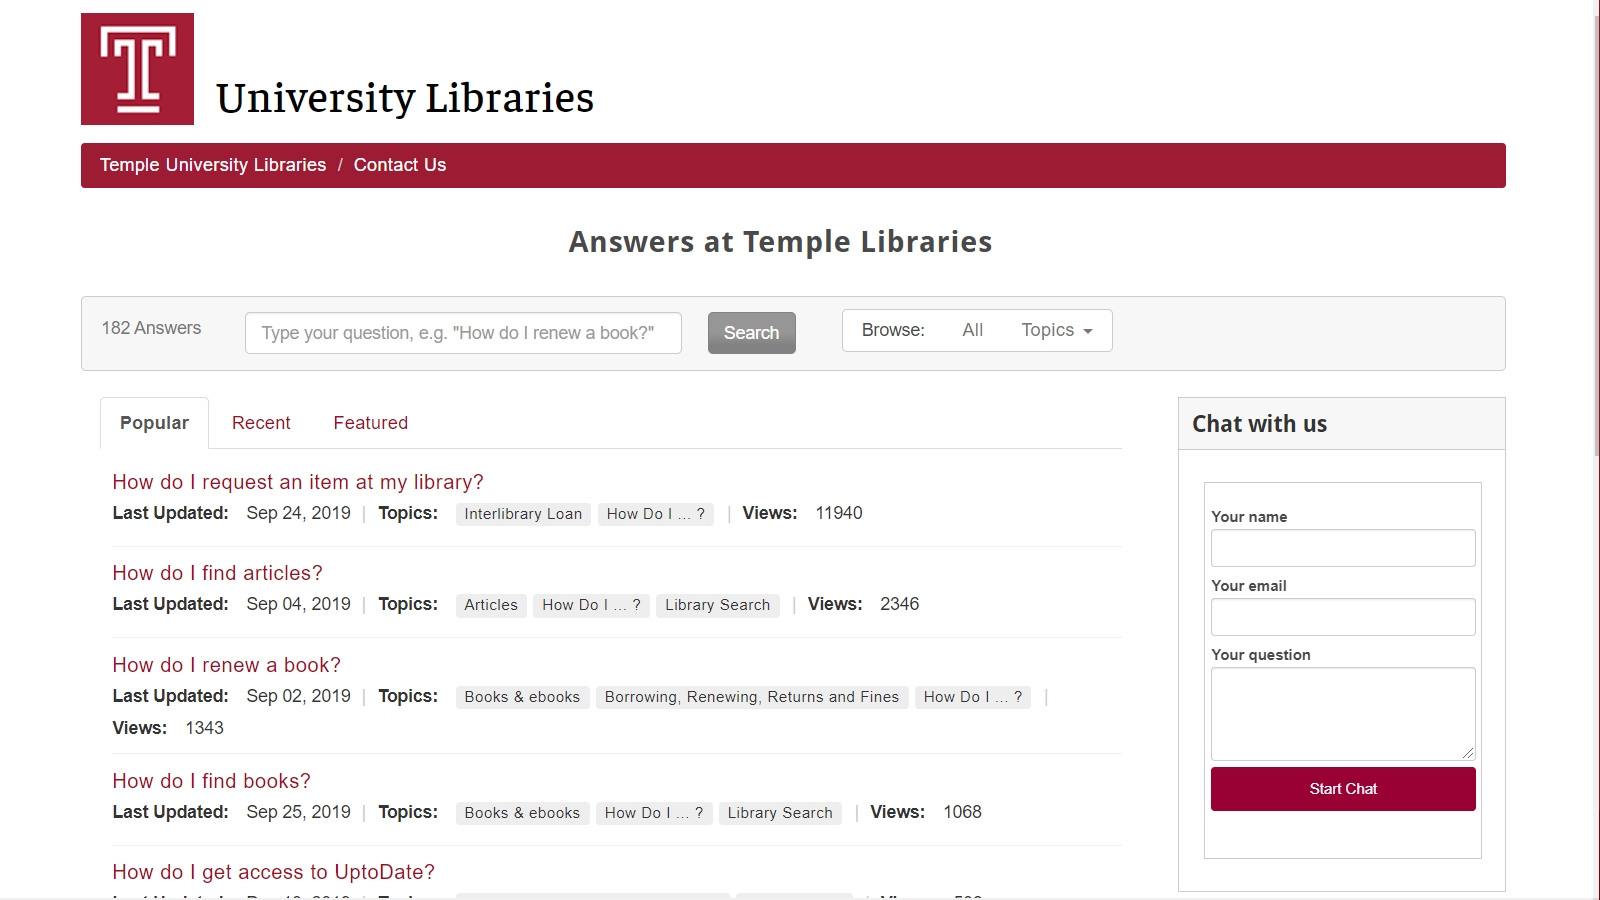 University Libraries
Temple University Libraries / Contact Us
Answers at Temple Libraries
182 Answers
Type your question, e.g. "How do I renew a book?"
Search
Browse: All Topics
Popular Recent Featured
How do I request an item at my library?
Last Updated: Sep 24, 2019 | Topics: Interlibrary Loan How Do I ... ? | Views: 11940
How do I find articles?
Last Updated: Sep 04, 2019 | Topics: Articles How Do I ... ? Library Search | Views: 2346
How do I renew a book?
Last Updated: Sep 02, 2019 | Topics: Books & ebooks Borrowing, Renewing, Returns and Fines How Do I ... ? |
Views: 1343
How do I find books?
Last Updated: Sep 25, 2019 | Topics: Books & ebooks How Do I ... ? Library Search | Views: 1068
How do I get access to UptoDate?
Chat with us
Your name
Your email
Your question
Start Chat